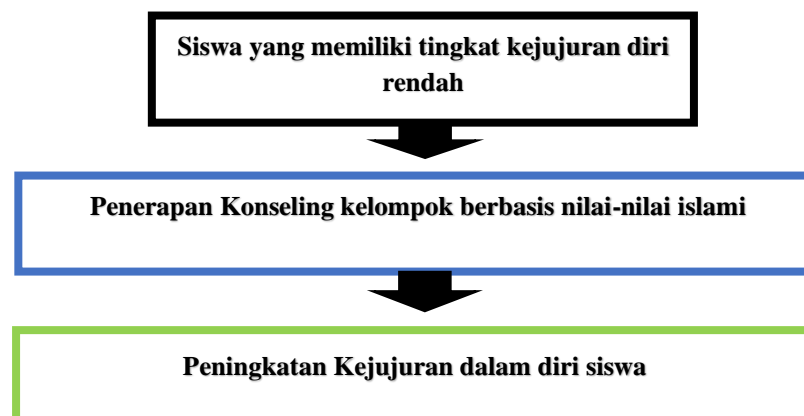 Siswa yang memiliki tingkat kejujuran diri
rendah
Penerapan Konseling kelompok berbasis nilai-nilai islami
Peningkatan Kejujuran dalam diri siswa